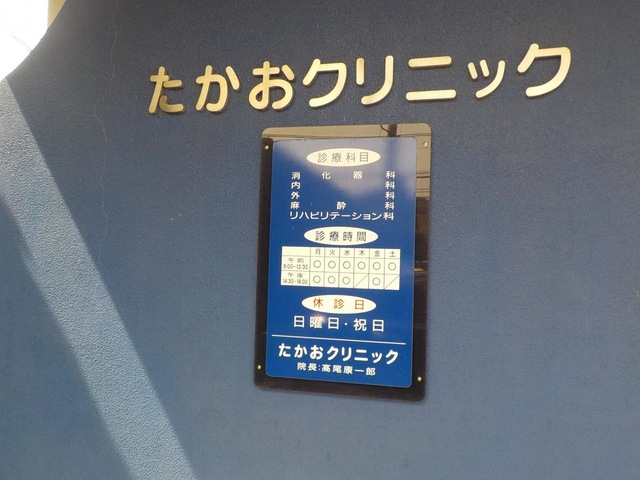 たかおクリニック
診療科目
消化器科
内科
外科
麻酔科
リハビリテーション科
診療時間
月 火 水 木 金 土
午前 9:00-12:30 ○ ○ ○ ○ ○ ○
午後 14:30-18:00 ○ ○ ○ ／ ○ ／
休診日
日曜日・祝日
たかおクリニック
院長:高尾康一郎